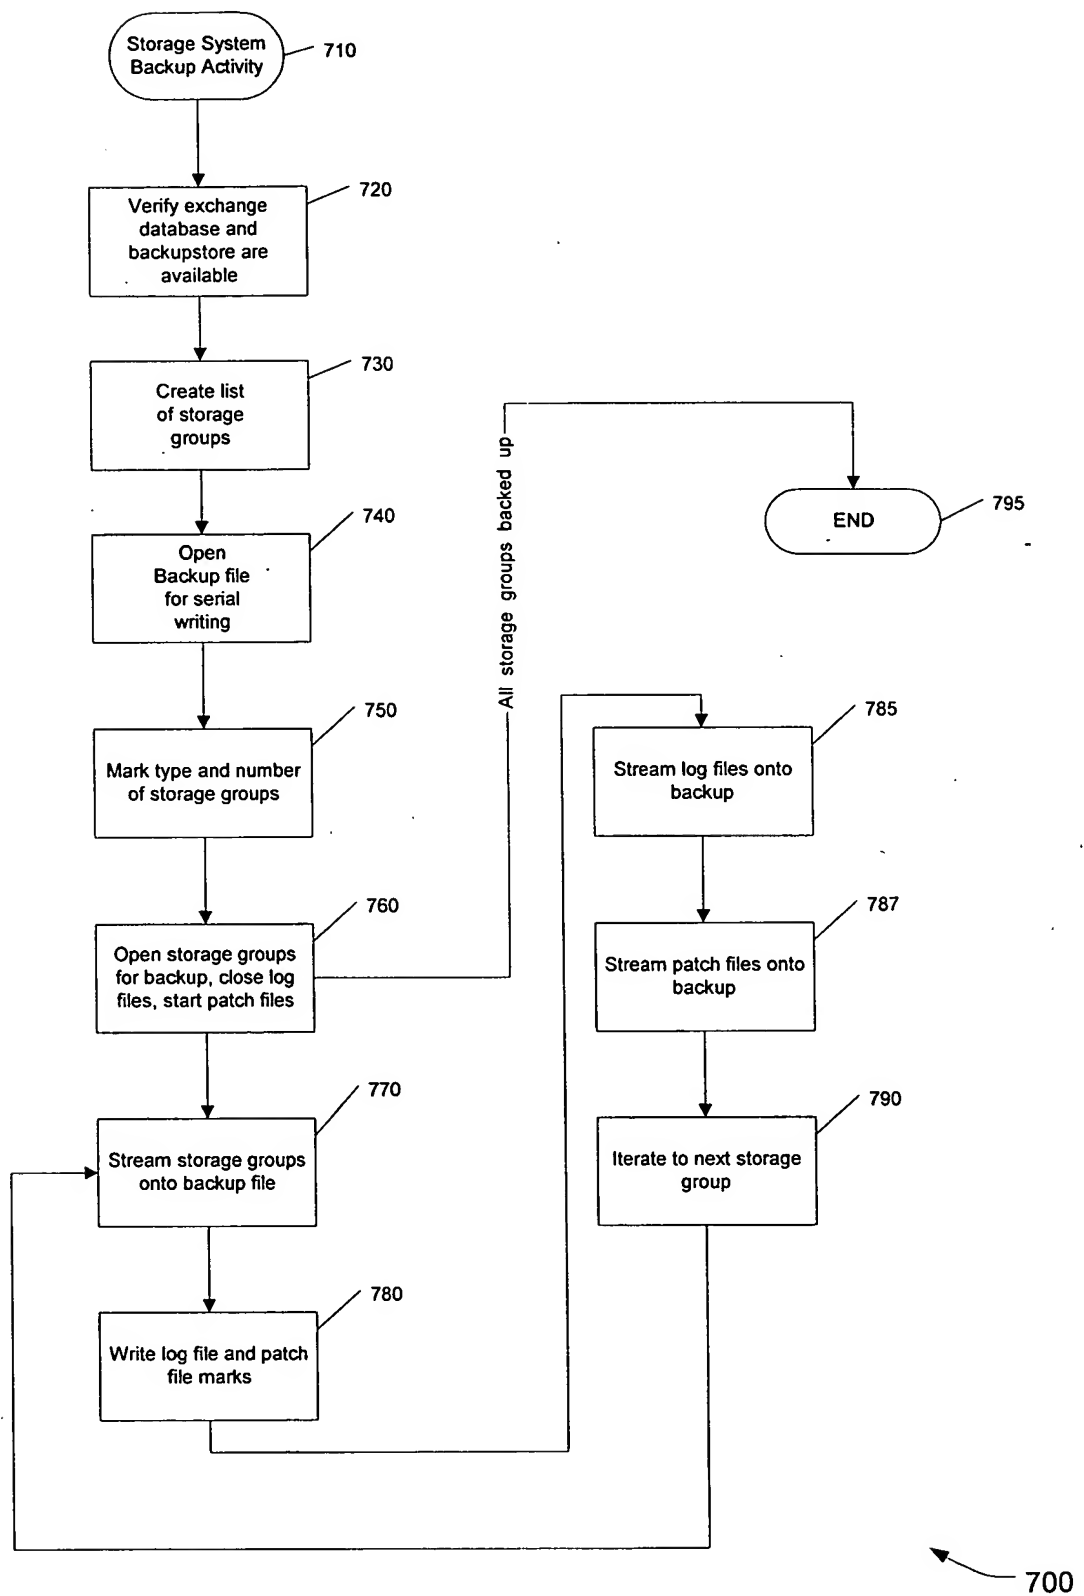 Storage System
Backup Activity
710
Verify exchange
database and
backupstore are
available
720
Create list
of storage
groups
730
Open
Backup file
for serial
writing
740
Mark type and number
of storage groups
750
Open storage groups
for backup, close log
files, start patch files
760
All storage groups backed up
END
795
Stream storage groups
onto backup file
770
Write log file and patch
file marks
780
Stream log files onto
backup
785
Stream patch files onto
backup
787
Iterate to next storage
group
790
700